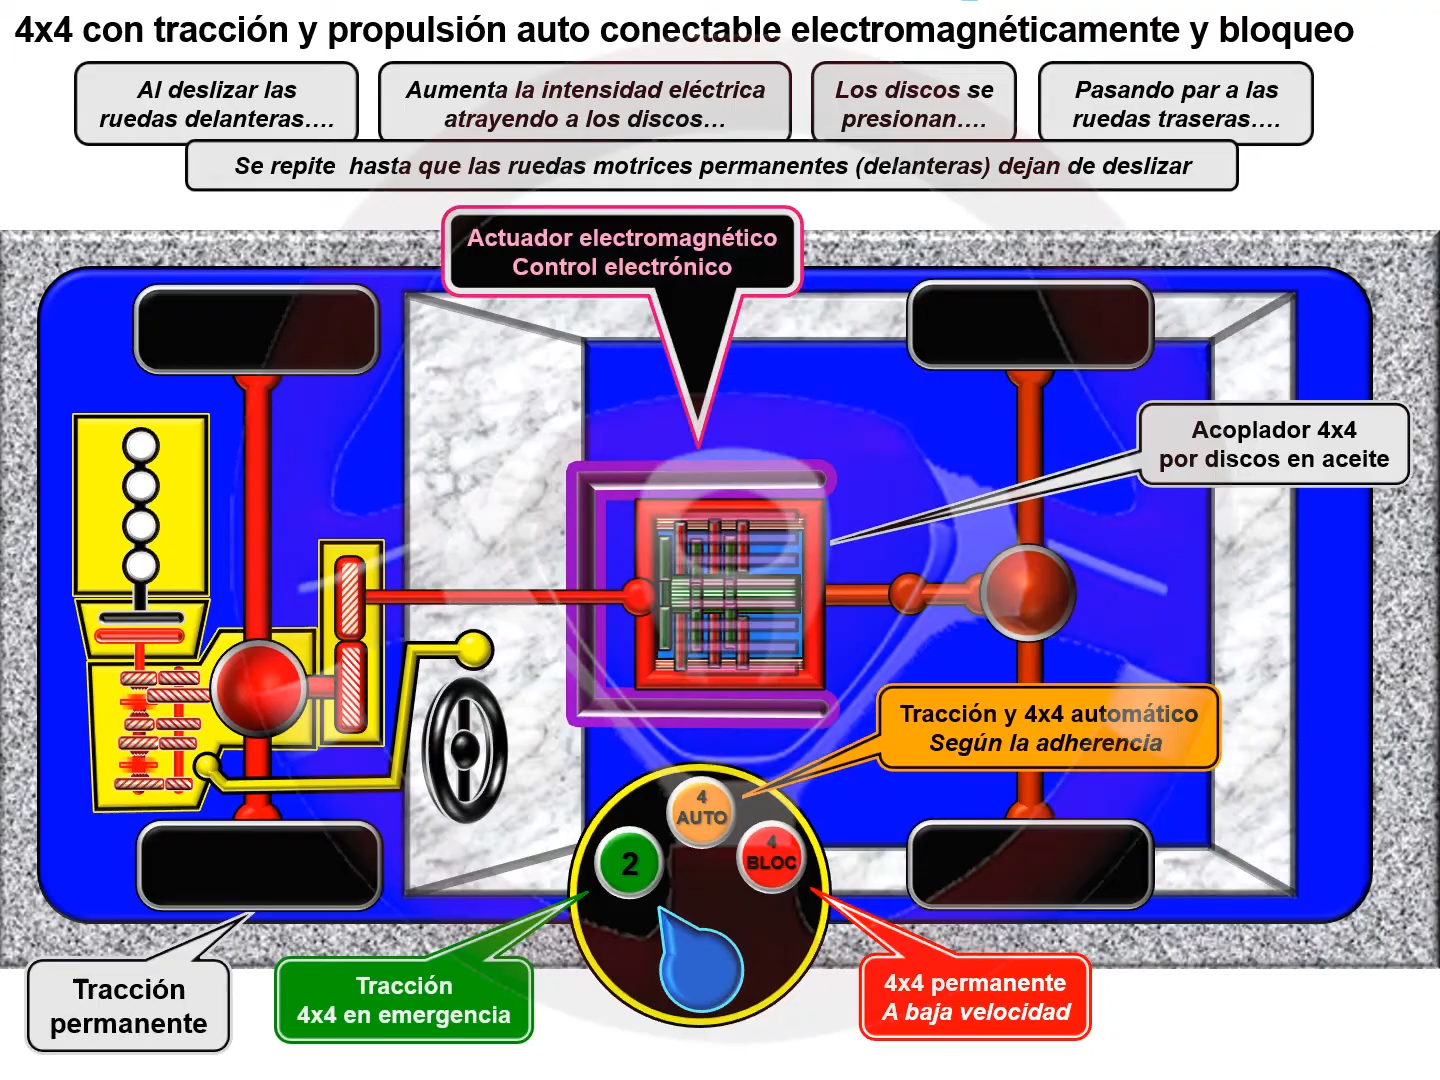 4x4 con tracción y propulsión auto conectable electromagnéticamente y bloqueo
Al deslizar las
ruedas delanteras….
Aumenta la intensidad eléctrica
atrayendo a los discos…
Los discos se
presionan….
Pasando par a las
ruedas traseras….
Se repite  hasta que las ruedas motrices permanentes (delanteras) dejan de deslizar
Actuador electromagnético
Control electrónico
Acoplador 4x4
por discos en aceite
Tracción y 4x4 automático
Según la adherencia
4
AUTO
2
4
BLOC
Tracción
permanente
Tracción
4x4 en emergencia
4x4 permanente
A baja velocidad